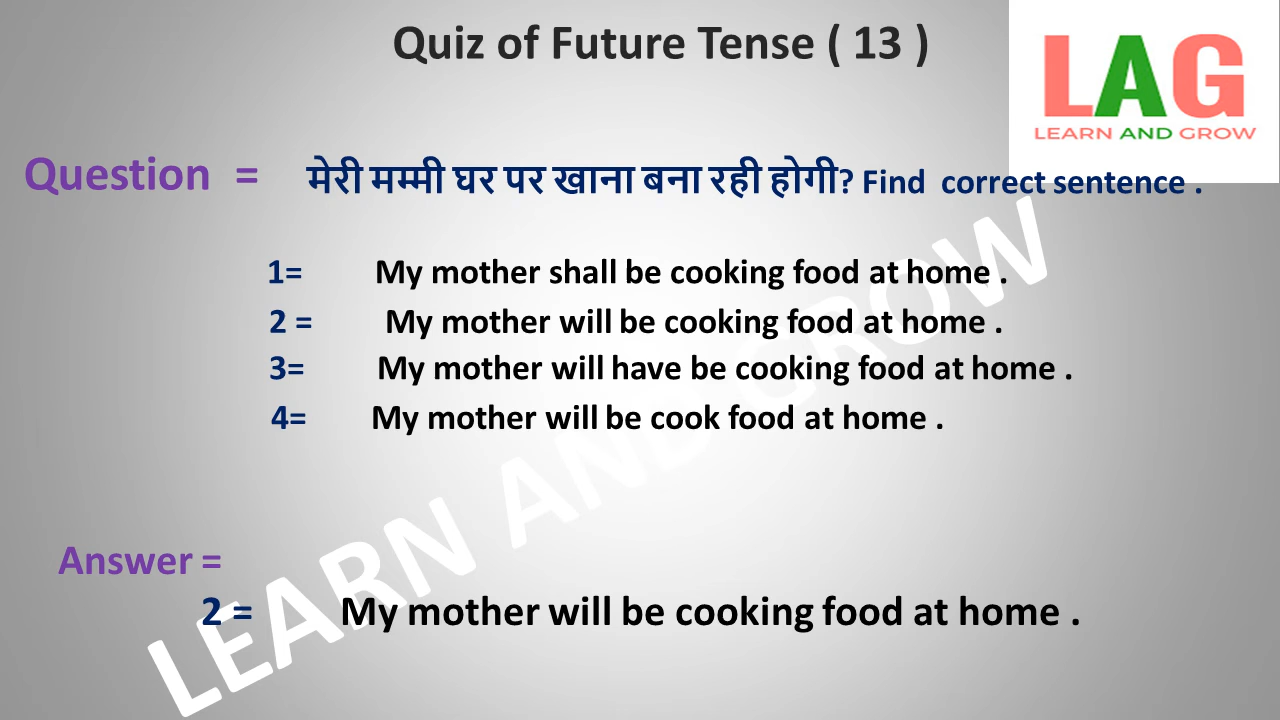 Quiz of Future Tense ( 13 )
LAG
LEARN AND GROW
Question = मेरी मम्मी घर पर खाना बना रही होगी? Find correct sentence .
1= My mother shall be cooking food at home .
2 = My mother will be cooking food at home .
3= My mother will have be cooking food at home .
4= My mother will be cook food at home .
Answer =
2 = My mother will be cooking food at home .
LEARN AND GROW